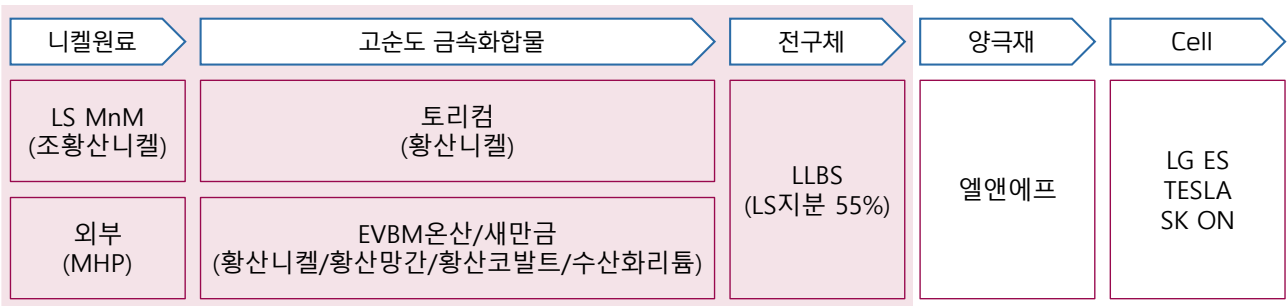 니켈원료
고순도 금속화합물
전구체
양극재
Cell
LS MnM
(조황산니켈)
토리컴
(황산니켈)
외부
(MHP)
EVBM온산/새만금
(황산니켈/황산망간/황산코발트/수산화리튬)
LLBS
(LS지분 55%)
엘앤에프
LG ES
TESLA
SK ON